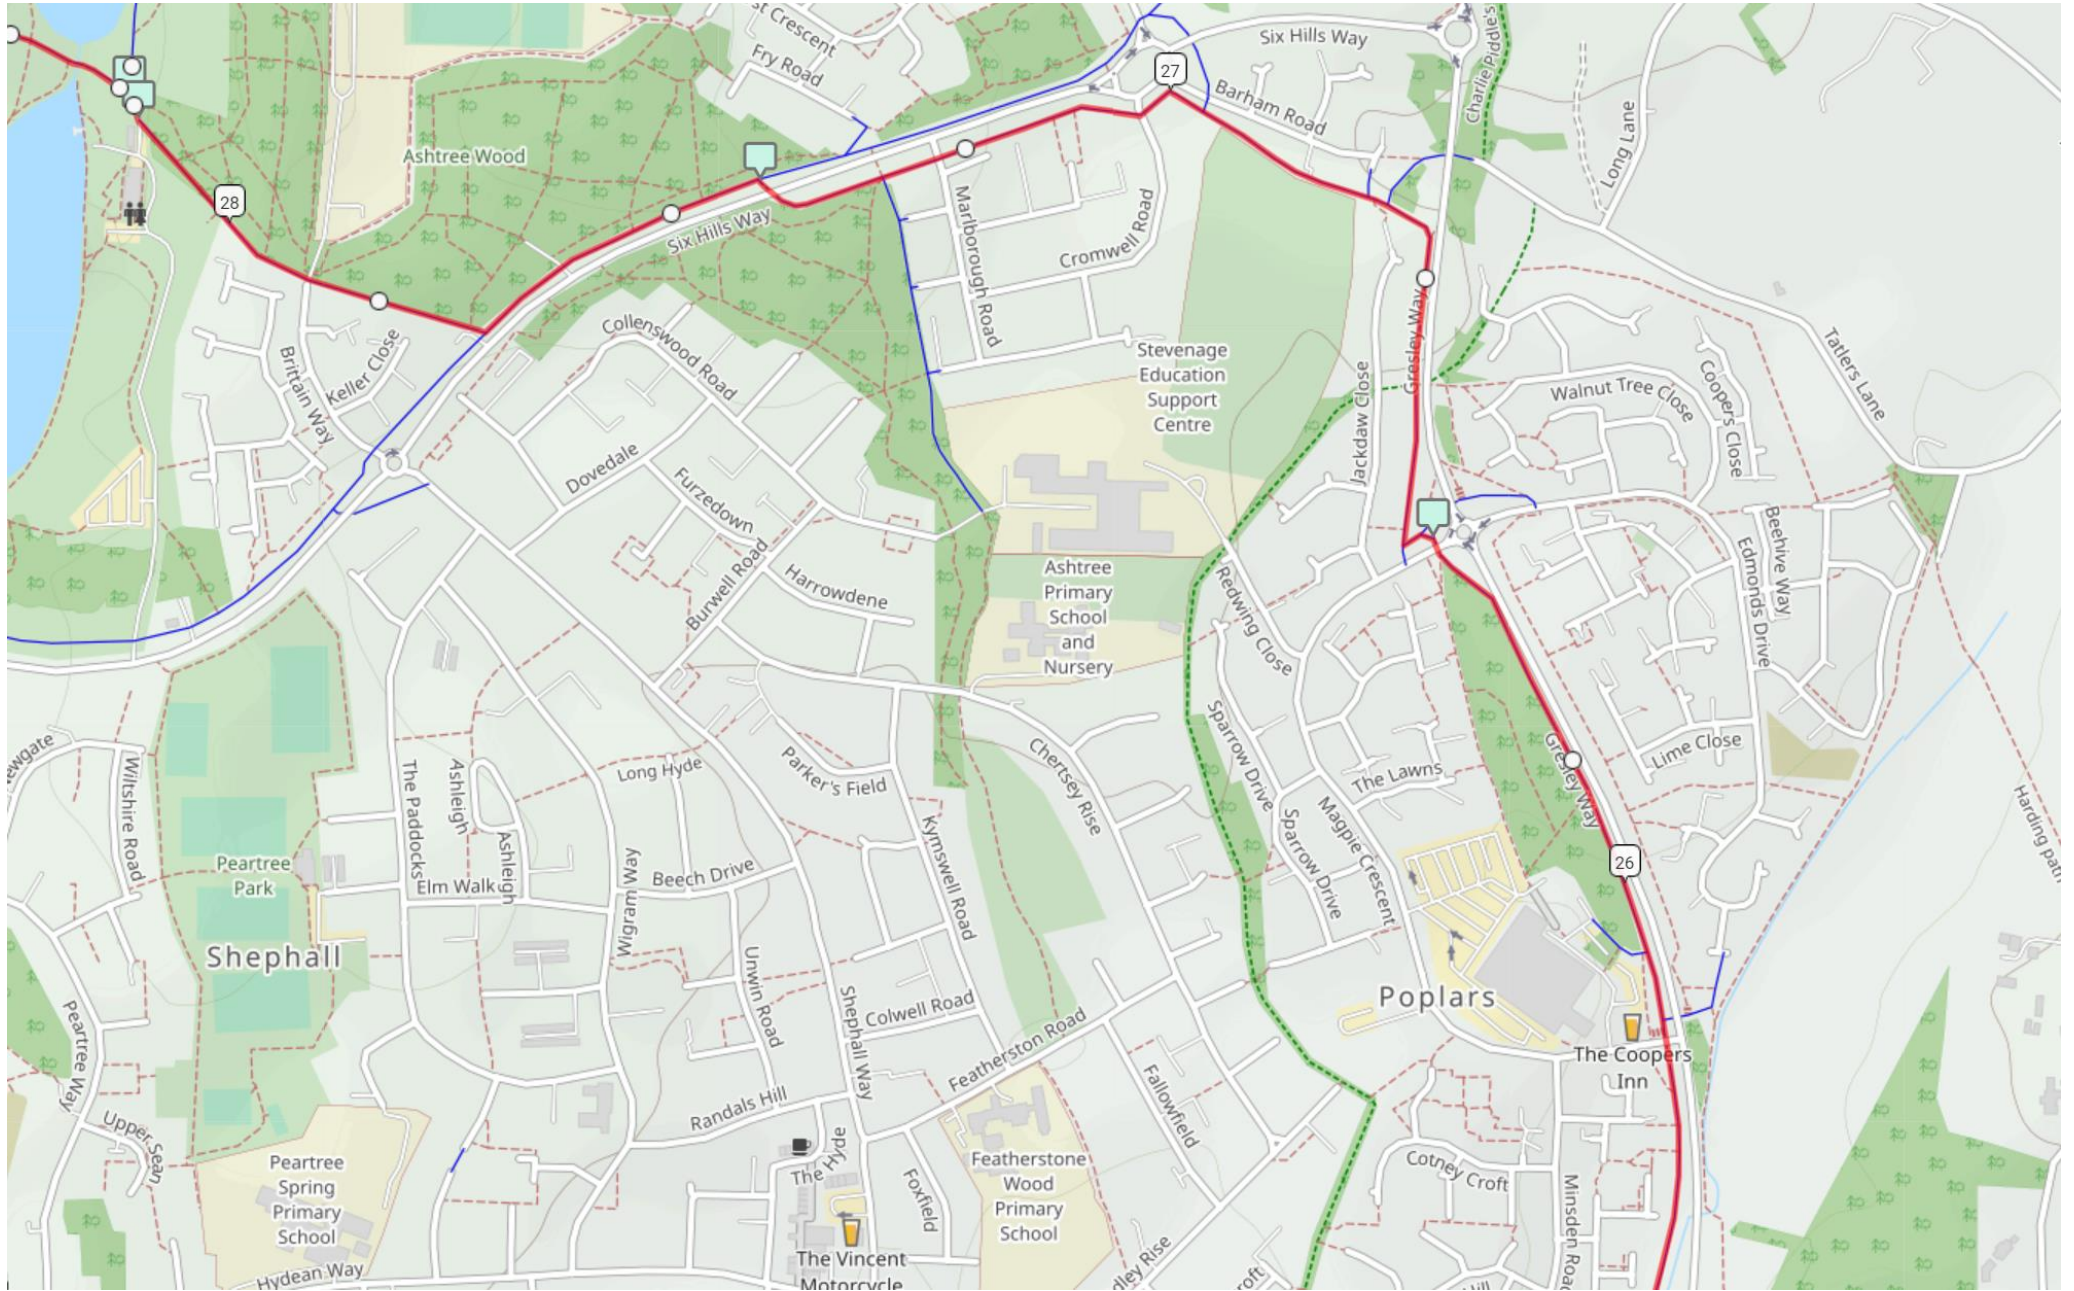 st Crescent
Fry Road
Six Hills Way
Charlie Piddle's
27
Barham Road
Long Lane
Ashtree Wood
28
Six Hills Way
Marlborough Road
Cromwell Road
Gresley Way
Collenswood Road
Brittain Way
Keller Close
Stevenage
Education
Support
Centre
Jackdaw Close
Walnut Tree Close
Coopers Close
Tatlers Lane
Dovedale
Furzedown
Burwell Road
Harrowdene
Ashtree
Primary
School
and
Nursery
Redwing Close
Beehive Way
Edmonds Drive
Wiltshire Road
The Paddocks
Ashleigh
Ashleigh
Long Hyde
Parker's Field
Chertsey Rise
Sparrow Drive
Sparrow Drive
The Lawns
Magpie Crescent
Gresley Way
Lime Close
Harding path
Peartree
Park
Elm Walk
Wigram Way
Beech Drive
Kymswell Road
26
Shephall
Unwin Road
Shephall Way
Colwell Road
Featherston Road
Poplars
The Coopers
Inn
Peartree Way
Upper Sean
Randals Hill
The Hyde
Fallowfield
Foxfield
Cotney Croft
Minsden Road
Peartree
Spring
Primary
School
Featherstone
Wood
Primary
School
The Vincent
Motorcycle
Hydean Way
dley Rise
roft